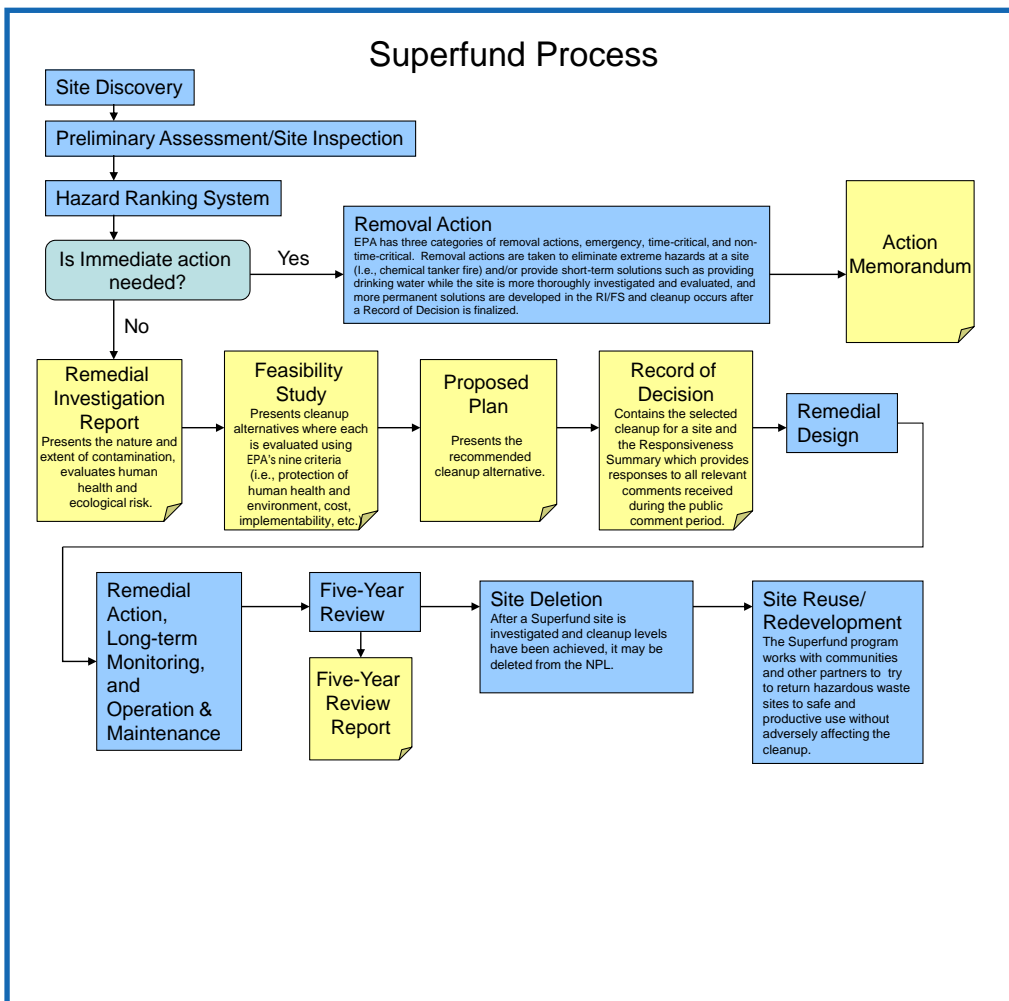 Superfund Process
Site Discovery
Preliminary Assessment/Site Inspection
Hazard Ranking System
Is Immediate action
needed?
Yes
Removal Action
EPA has three categories of removal actions, emergency, time-critical, and non-
time-critical. Removal actions are taken to eliminate extreme hazards at a site
(I.e., chemical tanker fire) and/or provide short-term solutions such as providing
drinking water while the site is more thoroughly investigated and evaluated, and
more permanent solutions are developed in the RI/FS and cleanup occurs after
a Record of Decision is finalized.
Action
Memorandum
No
Remedial
Investigation
Report
Presents the nature and
extent of contamination,
evaluates human
health and
ecological risk.
Feasibility
Study
Presents cleanup
alternatives where each
is evaluated using
EPA's nine criteria
(i.e., protection of
human health and
environment, cost,
implementability, etc.)
Proposed
Plan
Presents the
recommended
cleanup alternative.
Record of
Decision
Contains the selected
cleanup for a site and
the Responsiveness
Summary which provides
responses to all relevant
comments received
during the public
comment period.
Remedial
Design
Remedial
Action,
Long-term
Monitoring,
and
Operation &
Maintenance
Five-Year
Review
Five-Year
Review
Report
Site Deletion
After a Superfund site is
investigated and cleanup levels
have been achieved, it may be
deleted from the NPL.
Site Reuse/
Redevelopment
The Superfund program
works with communities
and other partners to try
to return hazardous waste
sites to safe and
productive use without
adversely affecting the
cleanup.